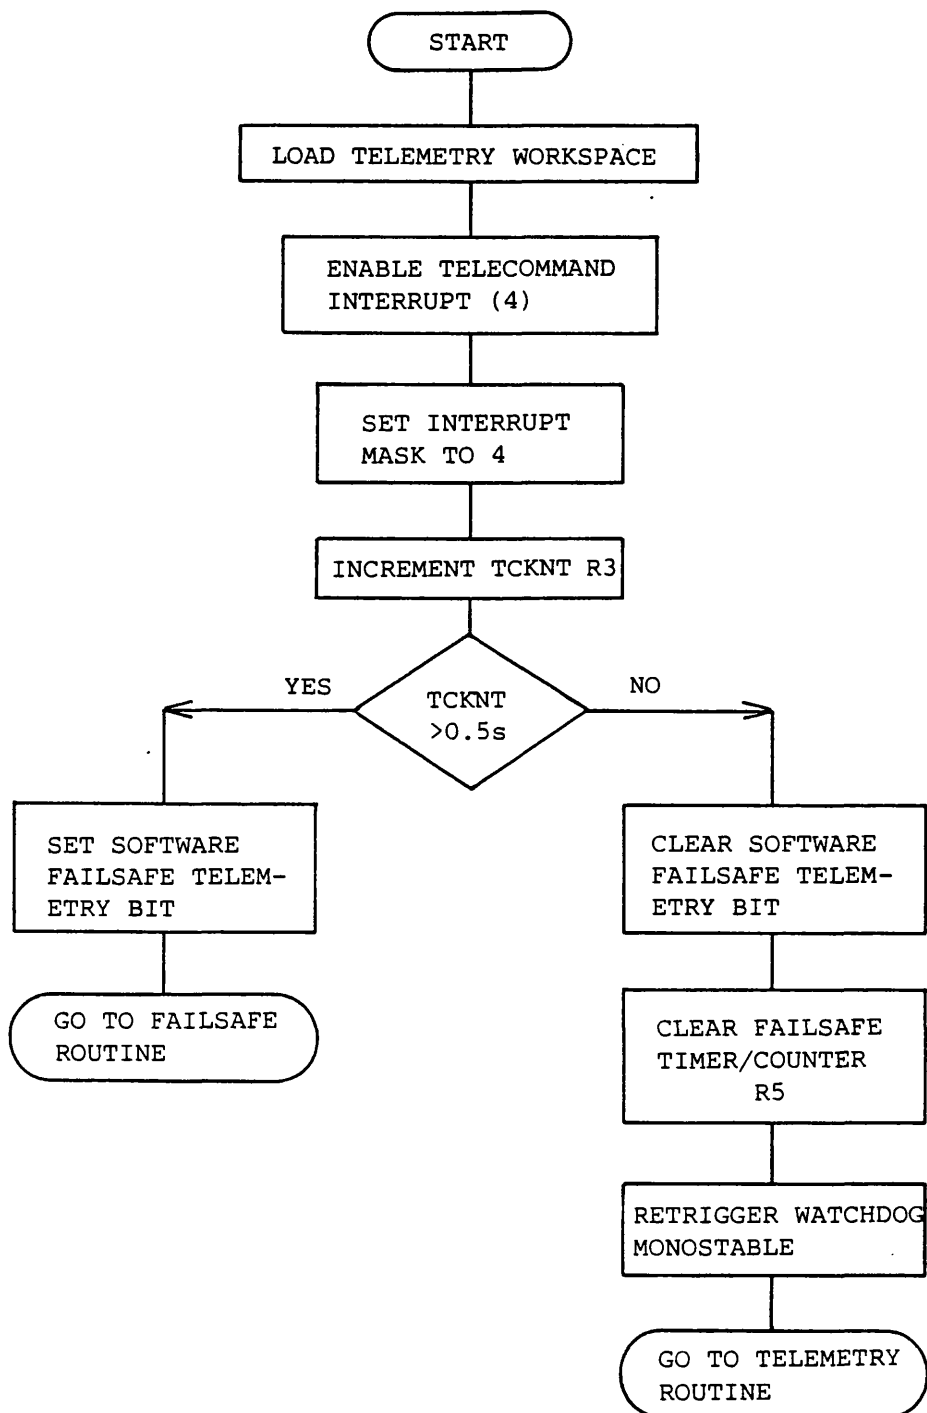 START
LOAD TELEMETRY WORKSPACE
ENABLE TELECOMMAND
INTERRUPT (4)
SET INTERRUPT
MASK TO 4
INCREMENT TCKNT R3
YES
TCKNT
>0.5s
NO
SET SOFTWARE
FAILSAFE TELEM-
ETRY BIT
GO TO FAILSAFE
ROUTINE
CLEAR SOFTWARE
FAILSAFE TELEM-
ETRY BIT
CLEAR FAILSAFE
TIMER/COUNTER
R5
RETRIGGER WATCHDOG
MONOSTABLE
GO TO TELEMETRY
ROUTINE